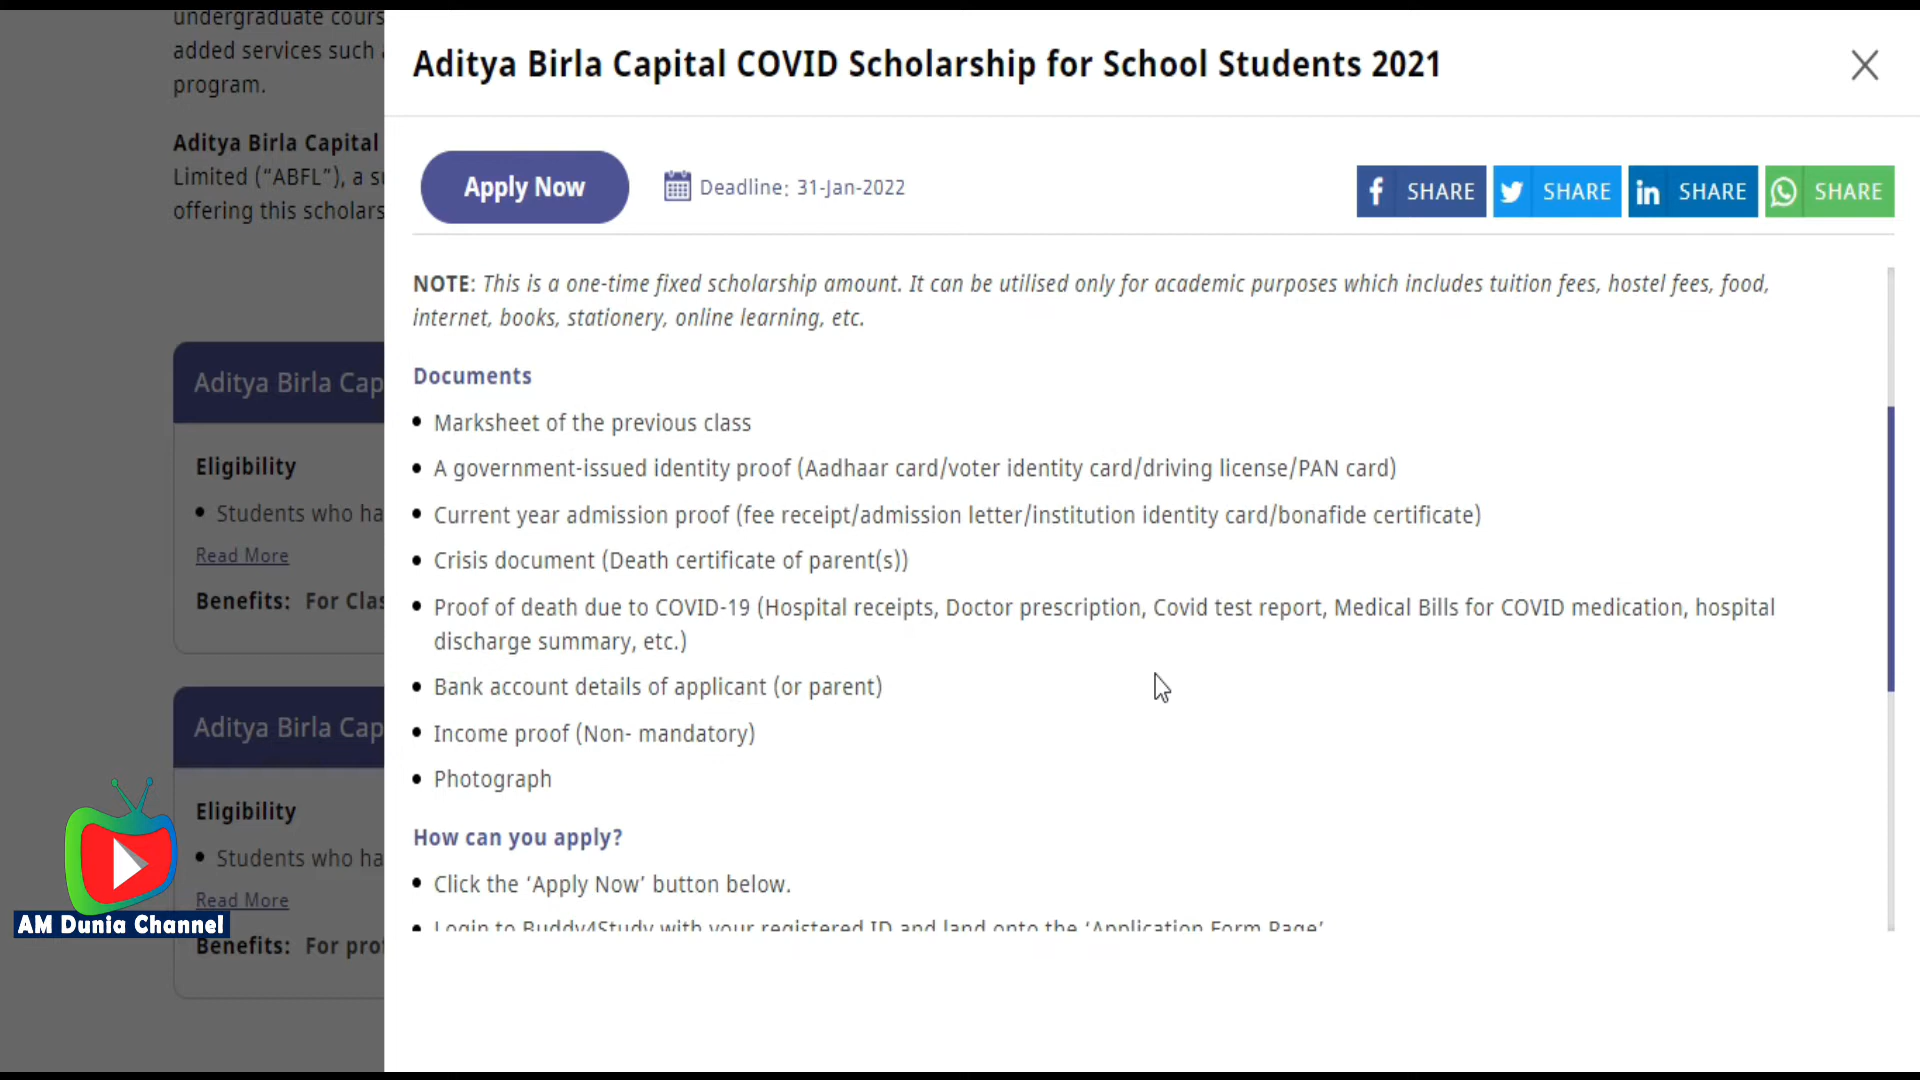 undergraduate cours
added services such
program.
Aditya Birla Capital
Limited (“ABFL”), a su
offering this scholars
Aditya Birla Cap
Eligibility
• Students who ha
Read More
Benefits: For Clas
Aditya Birla Cap
Eligibility
• Students who ha
Read More
Benefits: For prof
AM Dunia Channel
Aditya Birla Capital COVID Scholarship for School Students 2021
Apply Now
Deadline: 31-Jan-2022
SHARE SHARE SHARE SHARE
NOTE: This is a one-time fixed scholarship amount. It can be utilised only for academic purposes which includes tuition fees, hostel fees, food,
internet, books, stationery, online learning, etc.
Documents
• Marksheet of the previous class
• A government-issued identity proof (Aadhaar card/voter identity card/driving license/PAN card)
• Current year admission proof (fee receipt/admission letter/institution identity card/bonafide certificate)
• Crisis document (Death certificate of parent(s))
• Proof of death due to COVID-19 (Hospital receipts, Doctor prescription, Covid test report, Medical Bills for COVID medication, hospital
discharge summary, etc.)
• Bank account details of applicant (or parent)
• Income proof (Non- mandatory)
• Photograph
How can you apply?
• Click the ‘Apply Now’ button below.
• Login to Buddy4Study with your registered ID and land onto the ‘Application Form Page’